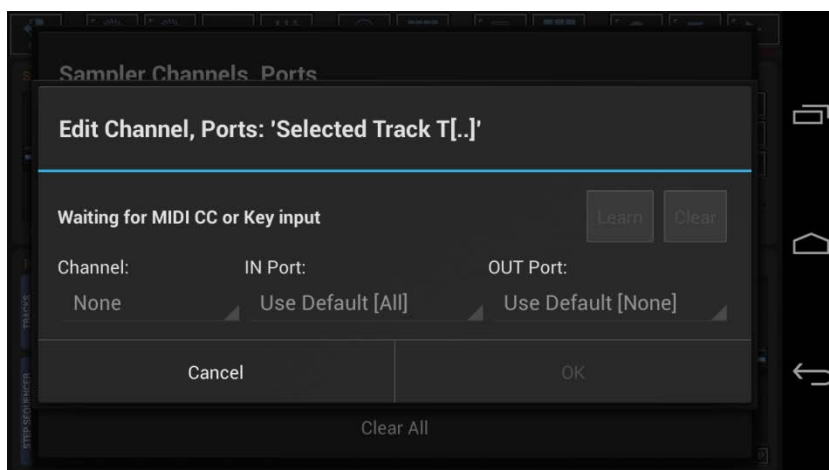 Sampler Channels, Ports
Edit Channel, Ports: 'Selected Track T[..]'
Waiting for MIDI CC or Key input
Learn
Clear
Channel:
IN Port:
OUT Port:
None
Use Default [All]
Use Default [None]
Cancel
OK
Clear All
TRACKS
STEP SEQUENCER